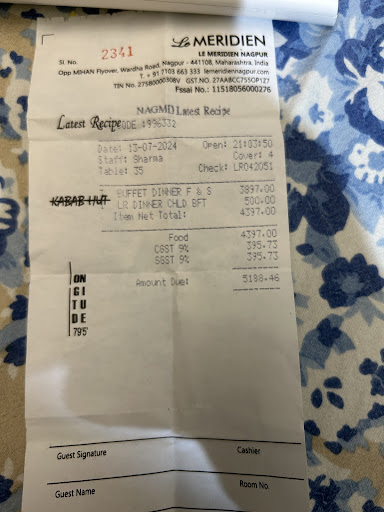 Le MERIDIEN
Sl. No. 2341
LE MERIDIEN NAGPUR
Opp MIHAN Flyover, Wardha Road, Nagpur - 441108, Maharashtra, India
T. + 91 7103 663 333 lemeridiennagpur.com
TIN No. 27580000308V GST NO. 27AABCC7550P1Z7
Fssai No.: 11518056000276
NAGMD Latest Recipe
Latest Recipe CODE :996332
Date: 13-07-2024 Open: 21:03:50
Staff: Sharma Cover: 4
Table: 35 Check: LR042051
KABAB HUT
BUFFET DINNER F & S 3897.00
LR DINNER CHLD BFT 500.00
Item Net Total: 4397.00
Food 4397.00
CGST 9% 395.73
SGST 9% 395.73
Amount Due: 5188.46
ON
GI
TU
DE
79'5'
Guest Signature Cashier
Guest Name Room No.